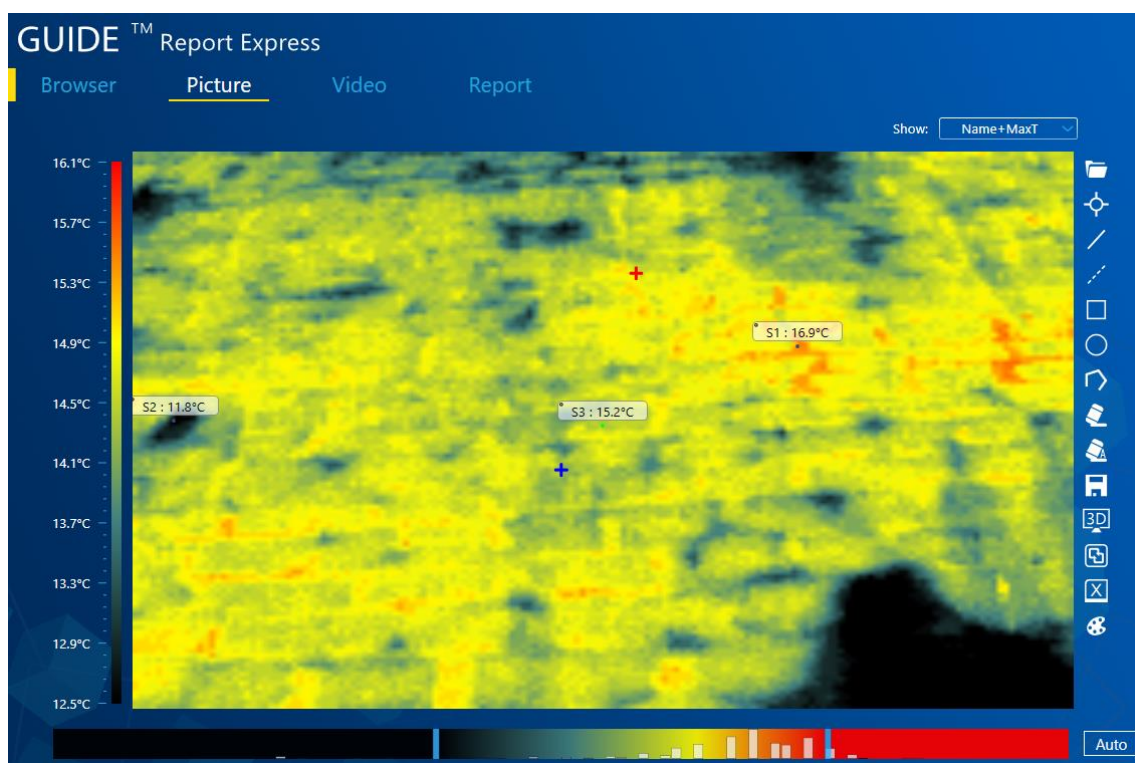 GUIDE ™ Report Express
Browser Picture Video Report
Show: Name+MaxT
16.1°C
15.7°C
15.3°C
S1 : 16.9°C
14.9°C
14.5°C
S2 : 11.8°C
S3 : 15.2°C
14.1°C
13.7°C
3D
13.3°C
X
12.9°C
12.5°C
Auto